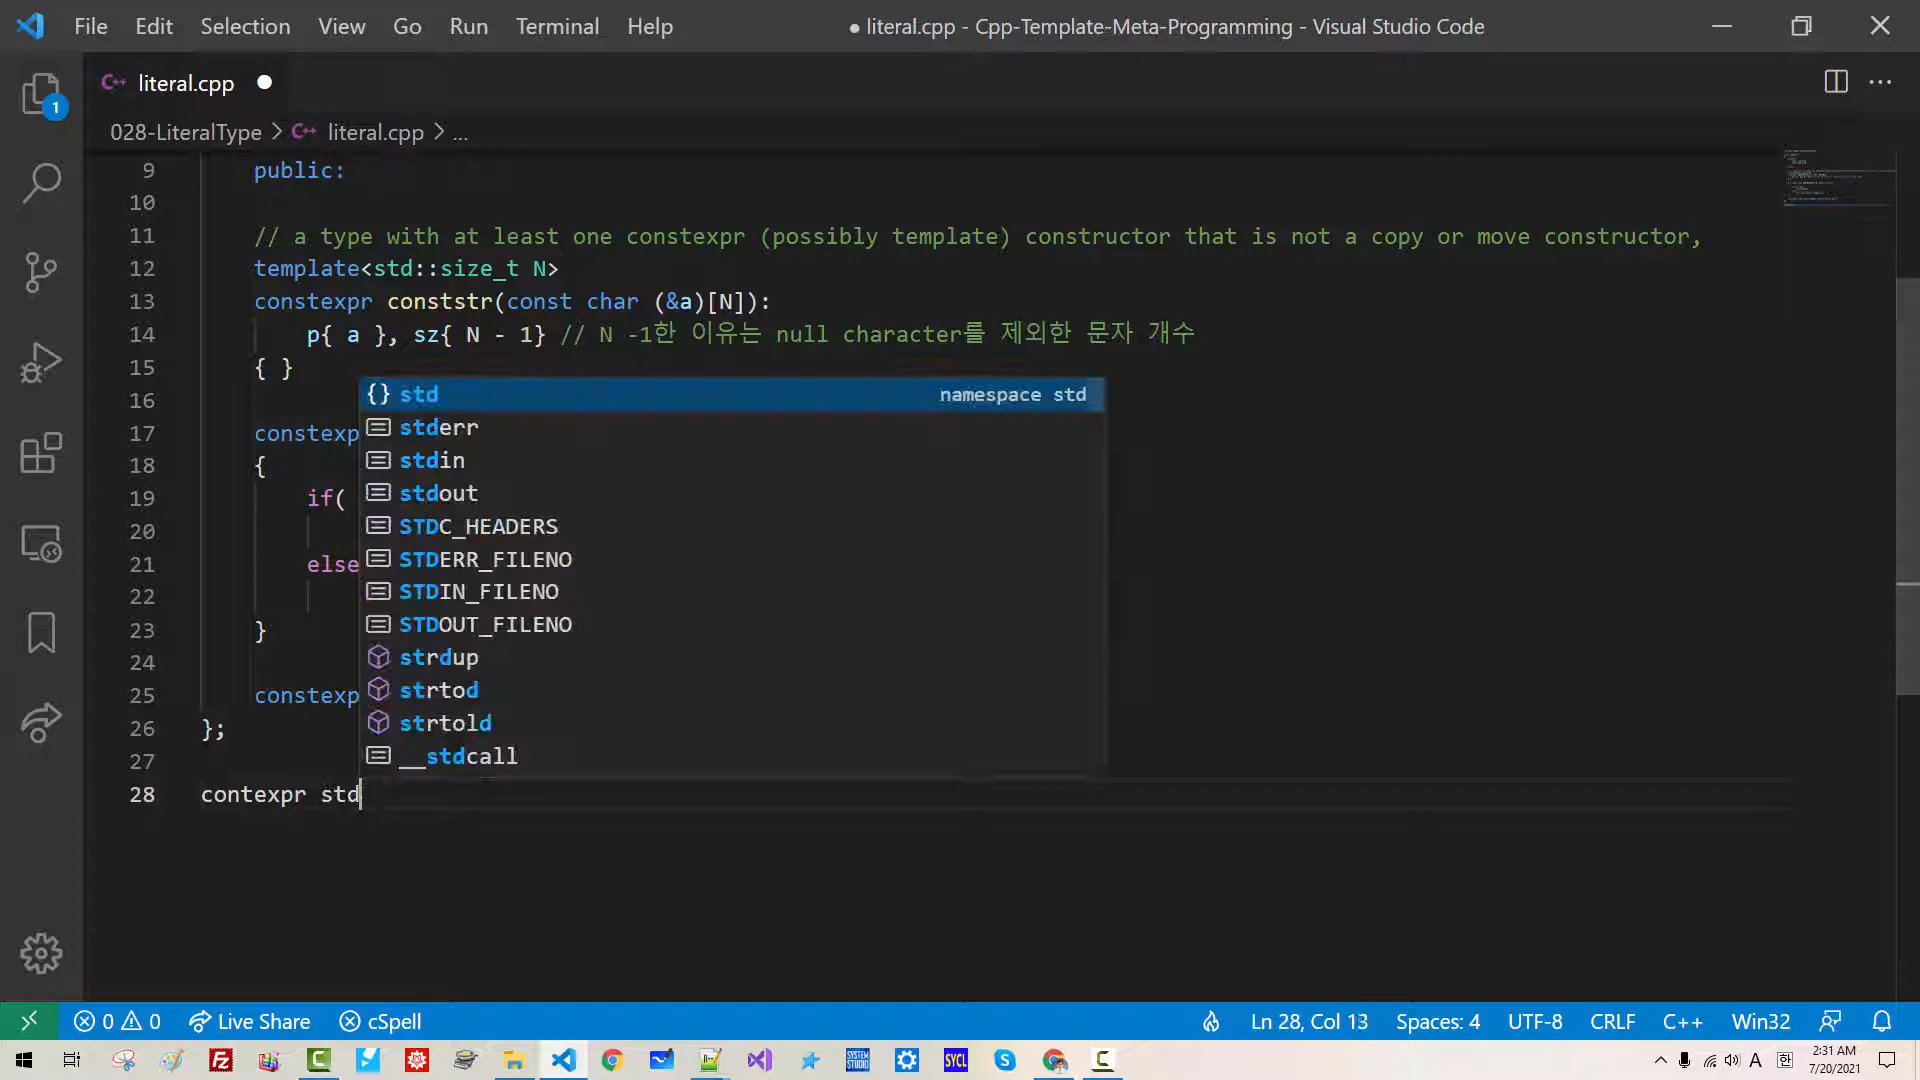 File Edit Selection View Go Run Terminal Help ● literal.cpp - Cpp-Template-Meta-Programming - Visual Studio Code
literal.cpp
028-LiteralType > literal.cpp > ...
9 public:
10
11 // a type with at least one constexpr (possibly template) constructor that is not a copy or move constructor,
12 template<std::size_t N>
13 constexpr conststr(const char (&a)[N]):
14 p{ a }, sz{ N - 1} // N -1한 이유는 null character를 제외한 문자 개수
15 { }
16
17 constexp
18 {
19 if(
20
21 else
22
23 }
24
25 constexp
26 };
27
28 contexpr std
{} std namespace std
stderr
stdin
stdout
STDC_HEADERS
STDERR_FILENO
STDIN_FILENO
STDOUT_FILENO
strdup
strtod
strtold
__stdcall
1
0 0 Live Share cSpell Ln 28, Col 13 Spaces: 4 UTF-8 CRLF C++ Win32
SYSTEM STUDIO SYCL A 한 2:31 AM
7/20/2021